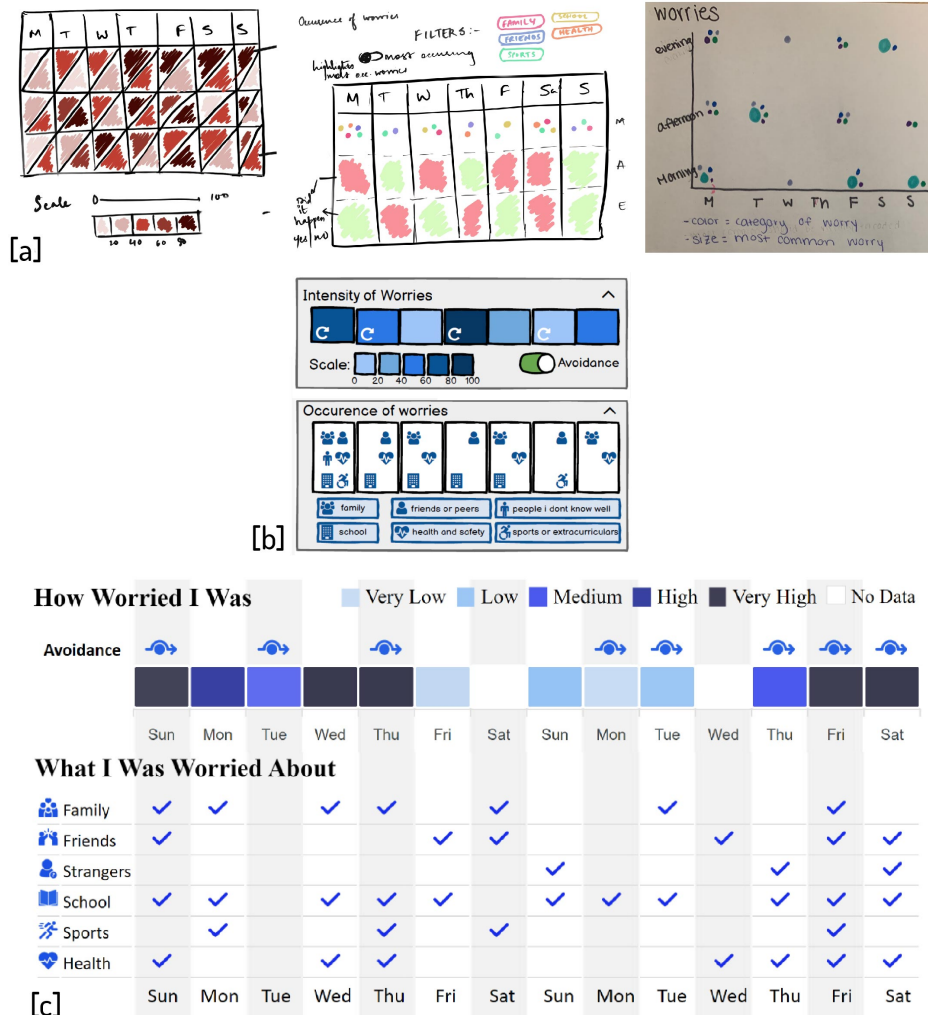 M T W T F S S
Scale 0 100
20 40 60 80
[a]
Occurence of worries
FILTERS:-
FAMILY
SCHOOL
FRIENDS
HEALTH
SPORTS
highlights most occuring
most occ. worries
M T W Th F Sa S
M
A
E
Did
it
happen
yes/no
worries
evening
afternoon
Morning
M T W Th F S S
-color = category of worry
-size = most common worry
Intensity of Worries
Scale:
0 20 40 60 80 100
Avoidance
Occurence of worries
family friends or peers people i dont know well
school health and safety sports or extracurriculars
[b]
How Worried I Was
Very Low Low Medium High Very High No Data
Avoidance
Sun Mon Tue Wed Thu Fri Sat Sun Mon Tue Wed Thu Fri Sat
What I Was Worried About
Family
Friends
Strangers
School
Sports
Health
Sun Mon Tue Wed Thu Fri Sat Sun Mon Tue Wed Thu Fri Sat
[c]